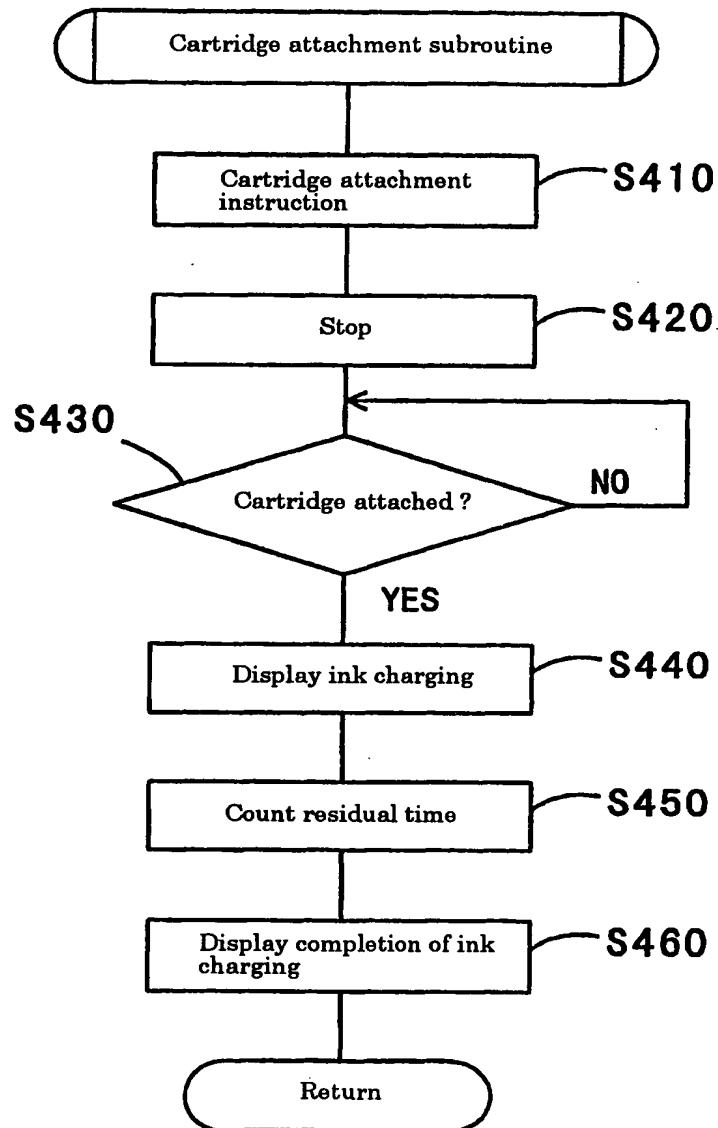 Cartridge attachment subroutine
Cartridge attachment
instruction
S410
Stop
S420
S430
Cartridge attached ?
NO
YES
Display ink charging
S440
Count residual time
S450
Display completion of ink
charging
S460
Return